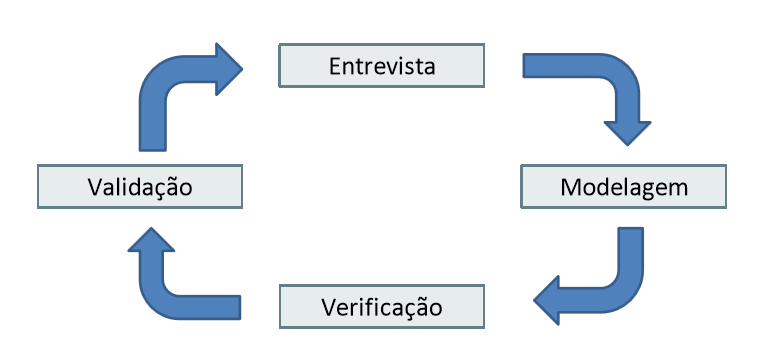 Entrevista
Modelagem
Verificação
Validação